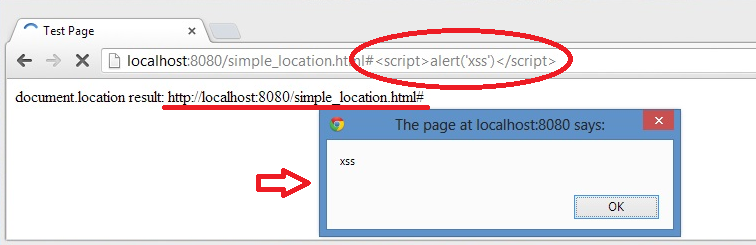 Test Page
localhost:8080/simple_location.html#<script>alert('xss')</script>
document.location result: http://localhost:8080/simple_location.html#
The page at localhost:8080 says:
xss
OK